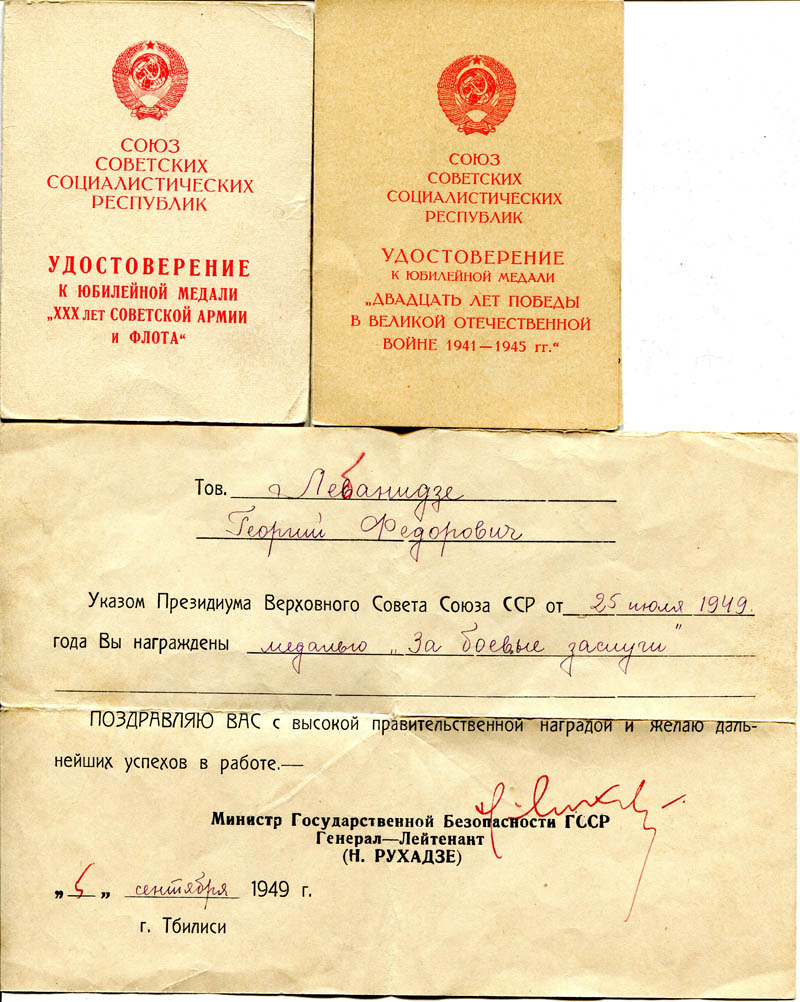 СОЮЗ
СОВЕТСКИХ
СОЦИАЛИСТИЧЕСКИХ
РЕСПУБЛИК
УДОСТОВЕРЕНИЕ
К ЮБИЛЕЙНОЙ МЕДАЛИ
„XXX ЛЕТ СОВЕТСКОЙ АРМИИ
И ФЛОТА“
СОЮЗ
СОВЕТСКИХ
СОЦИАЛИСТИЧЕСКИХ
РЕСПУБЛИК
УДОСТОВЕРЕНИЕ
К ЮБИЛЕЙНОЙ МЕДАЛИ
„ДВАДЦАТЬ ЛЕТ ПОБЕДЫ
В ВЕЛИКОЙ ОТЕЧЕСТВЕННОЙ
ВОЙНЕ 1941—1945 гг.“
Тов. Лебанидзе
Георгий Федорович
Указом Президиума Верховного Совета Союза ССР от 25 июля 1949.
года Вы награждены медалью „За боевые заслуги"
ПОЗДРАВЛЯЮ ВАС с высокой правительственной наградой и желаю даль-
нейших успехов в работе.—
Министр Государственной Безопасности ГССР
Генерал—Лейтенант
(Н. РУХАДЗЕ)
„5„ сентября 1949 г.
г. Тбилиси